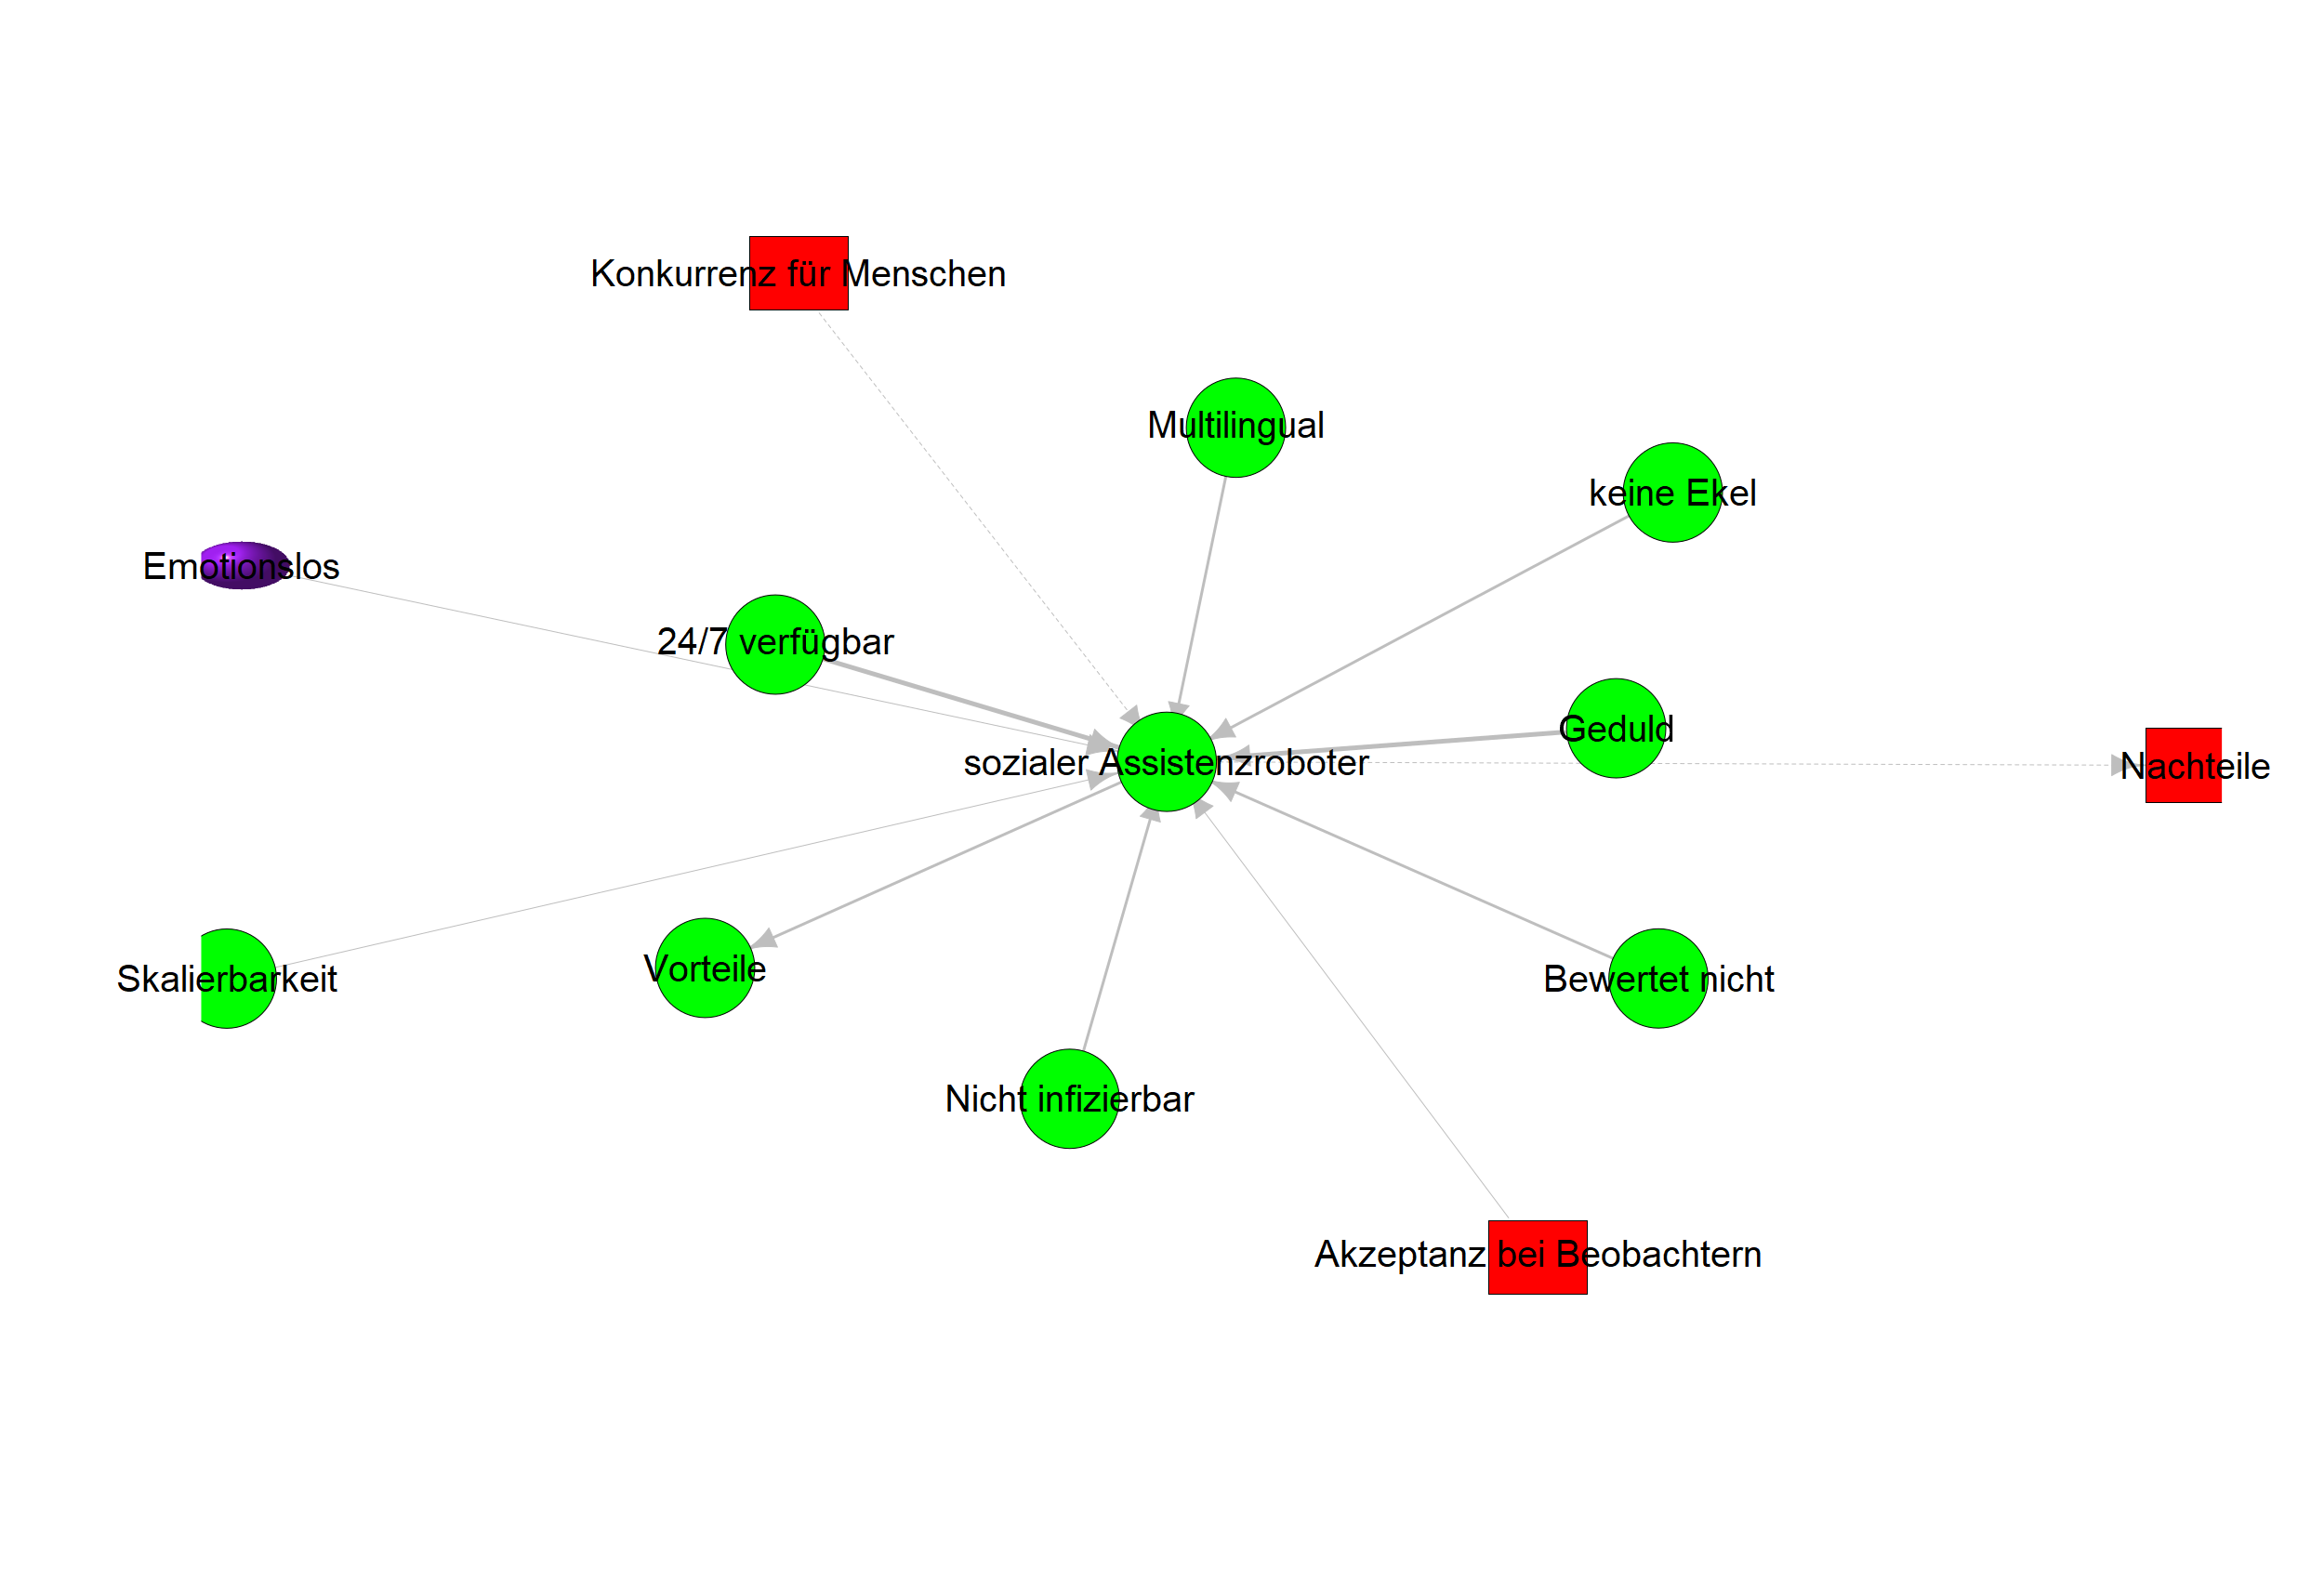 Konkurrenz für Menschen
Multilingual
keine Ekel
Emotionslos
24/7 verfügbar
Geduld
sozialer Assistenzroboter
Nachteile
Vorteile
Skalierbarkeit
Bewertet nicht
Nicht infizierbar
Akzeptanz bei Beobachtern